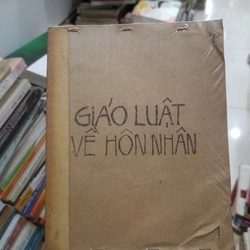 GIÁO LUẬT
VỀ HÔN NHÂN